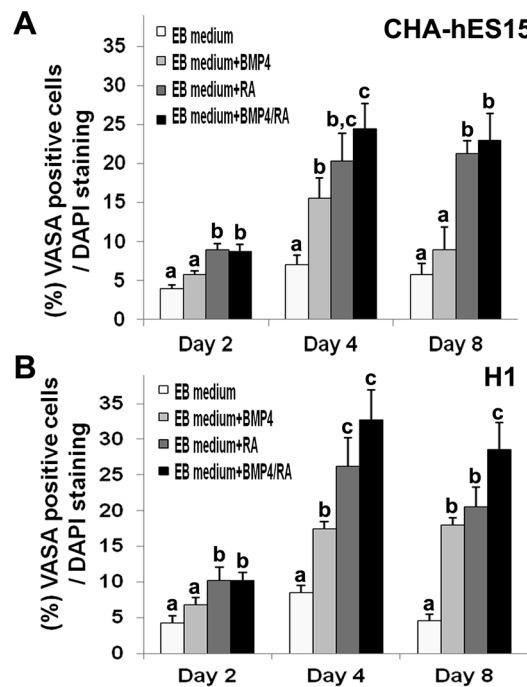 A
CHA-hES15
EB medium
EB medium+BMP4
EB medium+RA
EB medium+BMP4/RA
(%) VASA positive cells
/ DAPI staining
35
30
25
20
15
10
5
0
a a b b
a b b,c c
a a b b
Day 2 Day 4 Day 8
B
H1
EB medium
EB medium+BMP4
EB medium+RA
EB medium+BMP4/RA
(%) VASA positive cells
/ DAPI staining
35
30
25
20
15
10
5
0
a a b b
a b c c
a b b c
Day 2 Day 4 Day 8